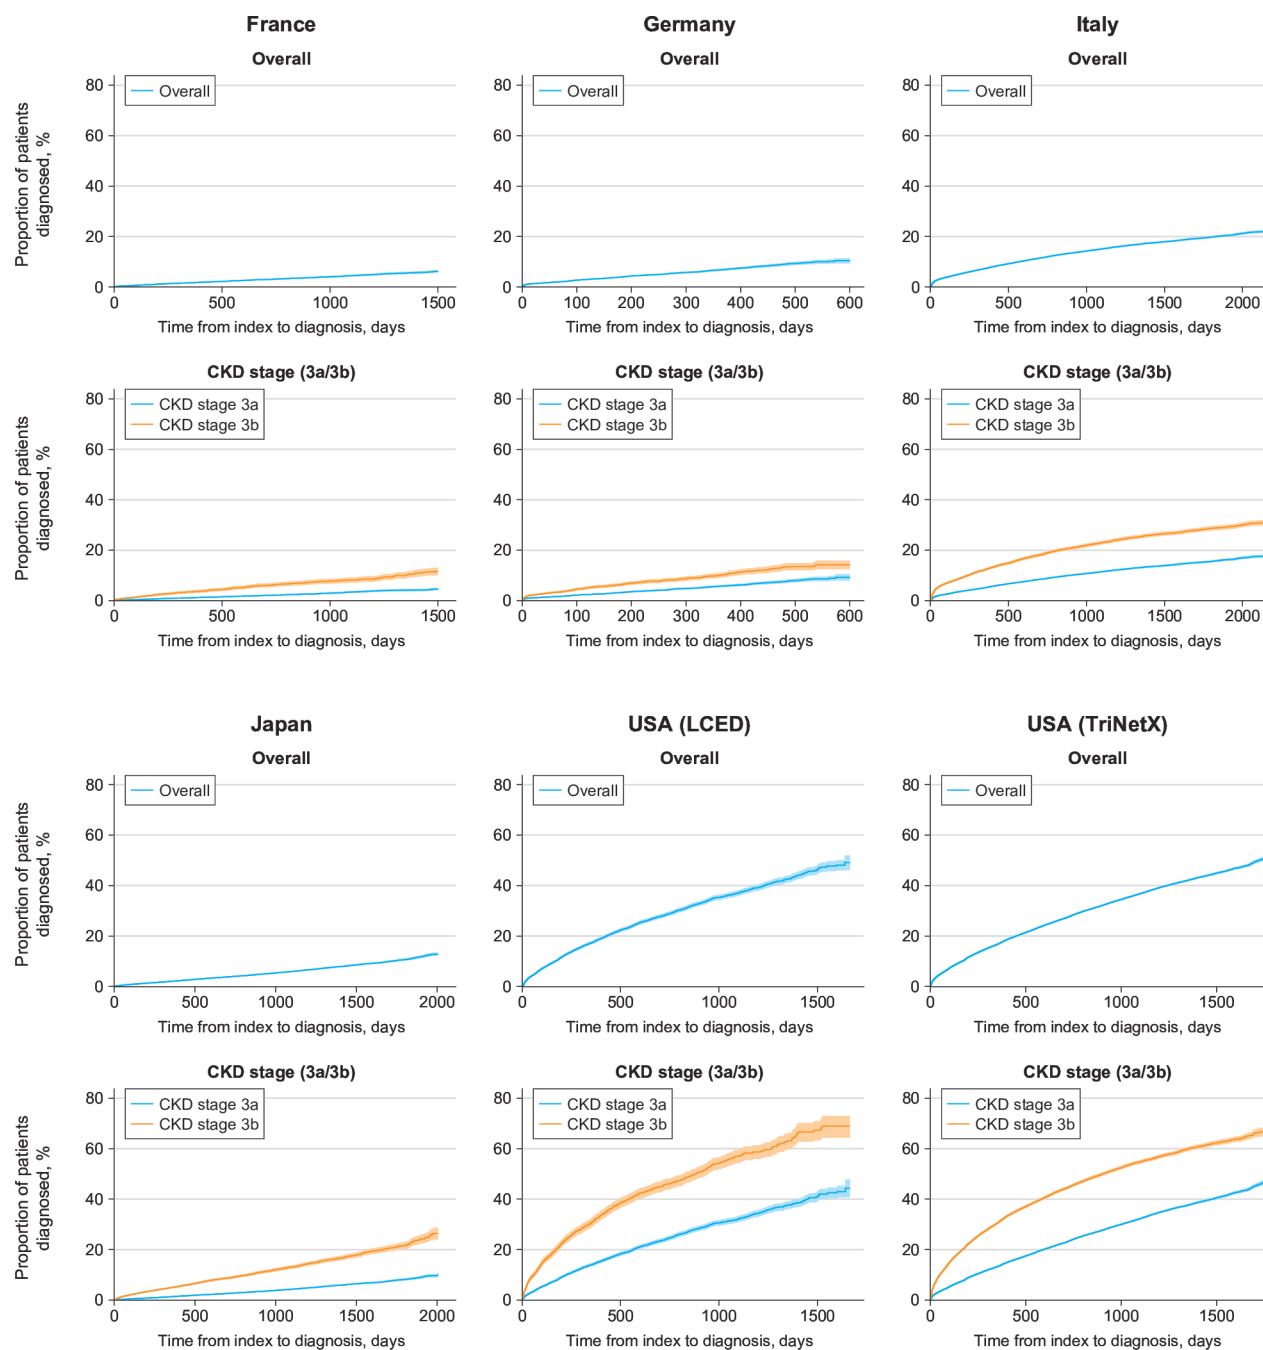 France
Germany
Italy
Overall
Overall
Overall
Proportion of patients
diagnosed, %
80
60
40
20
0
Overall
0
500
1000
1500
Time from index to diagnosis, days
80
60
40
20
0
Overall
0
100
200
300
400
500
600
Time from index to diagnosis, days
80
60
40
20
0
Overall
0
500
1000
1500
2000
Time from index to diagnosis, days
CKD stage (3a/3b)
CKD stage (3a/3b)
CKD stage (3a/3b)
Proportion of patients
diagnosed, %
80
60
40
20
0
CKD stage 3a
CKD stage 3b
0
500
1000
1500
Time from index to diagnosis, days
80
60
40
20
0
CKD stage 3a
CKD stage 3b
0
100
200
300
400
500
600
Time from index to diagnosis, days
80
60
40
20
0
CKD stage 3a
CKD stage 3b
0
500
1000
1500
2000
Time from index to diagnosis, days
Japan
USA (LCED)
USA (TriNetX)
Overall
Overall
Overall
Proportion of patients
diagnosed, %
80
60
40
20
0
Overall
0
500
1000
1500
2000
Time from index to diagnosis, days
80
60
40
20
0
Overall
0
500
1000
1500
Time from index to diagnosis, days
80
60
40
20
0
Overall
0
500
1000
1500
Time from index to diagnosis, days
CKD stage (3a/3b)
CKD stage (3a/3b)
CKD stage (3a/3b)
Proportion of patients
diagnosed, %
80
60
40
20
0
CKD stage 3a
CKD stage 3b
0
500
1000
1500
2000
Time from index to diagnosis, days
80
60
40
20
0
CKD stage 3a
CKD stage 3b
0
500
1000
1500
Time from index to diagnosis, days
80
60
40
20
0
CKD stage 3a
CKD stage 3b
0
500
1000
1500
Time from index to diagnosis, days